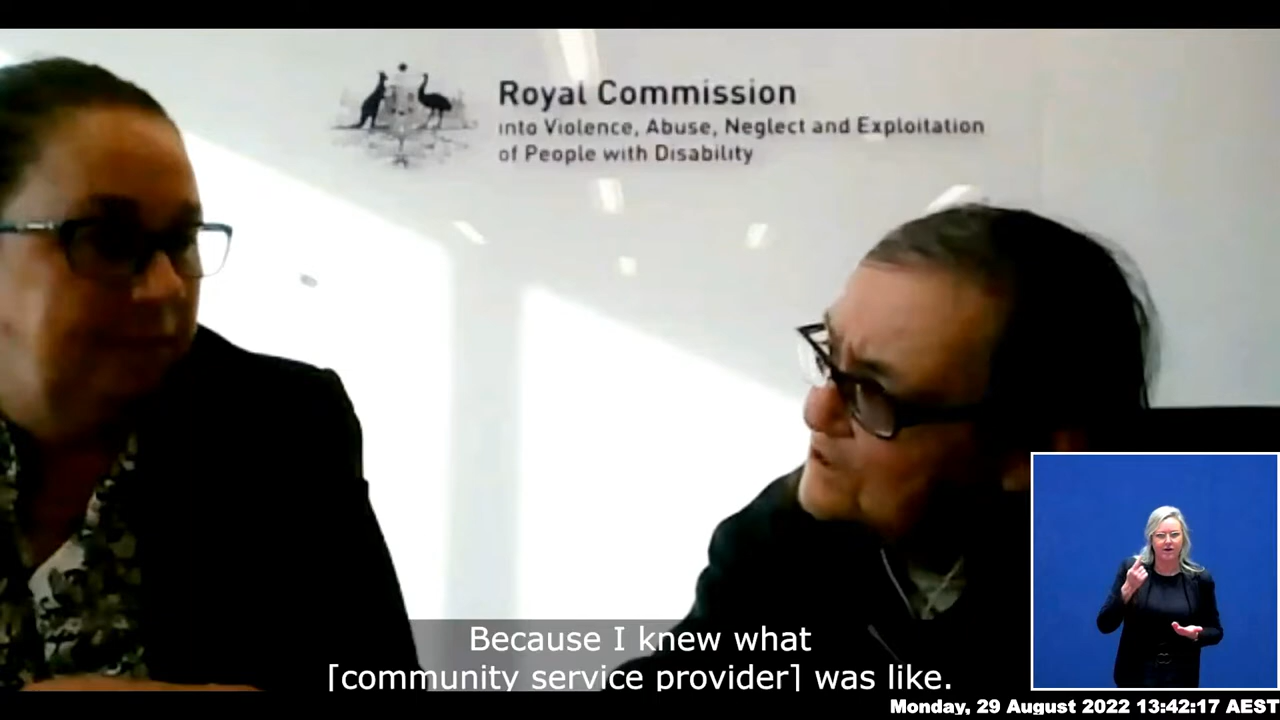 Royal Commission
into Violence, Abuse, Neglect and Exploitation
of People with Disability
Because I knew what
[community service provider] was like.
Monday, 29 August 2022 13:42:17 AEST